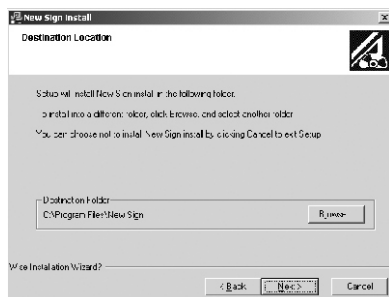 New Sign Install
Destination Location
Setup will install New Sign install in the following folder.
To install into a different folder, click Browse, and select another folder
You can choose not to install New Sign install by clicking Cancel to exit Setup
Destination Folder
C:\Program Files\New Sign
Browse
Wise Installation Wizard?
< Back
Next >
Cancel